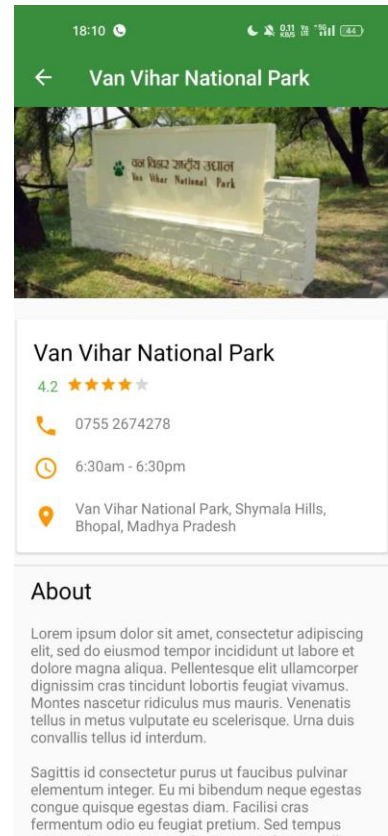 18:10
0.11
KB/S
5G
44
Van Vihar National Park
वन विहार राष्ट्रीय उद्यान
Van Vihar National Park
Van Vihar National Park
4.2
0755 2674278
6:30am - 6:30pm
Van Vihar National Park, Shymala Hills,
Bhopal, Madhya Pradesh
About
Lorem ipsum dolor sit amet, consectetur adipiscing
elit, sed do eiusmod tempor incididunt ut labore et
dolore magna aliqua. Pellentesque elit ullamcorper
dignissim cras tincidunt lobortis feugiat vivamus.
Montes nascetur ridiculus mus mauris. Venenatis
tellus in metus vulputate eu scelerisque. Urna duis
convallis tellus id interdum.
Sagittis id consectetur purus ut faucibus pulvinar
elementum integer. Eu mi bibendum neque egestas
congue quisque egestas diam. Facilisi cras
fermentum odio eu feugiat pretium. Sed tempus